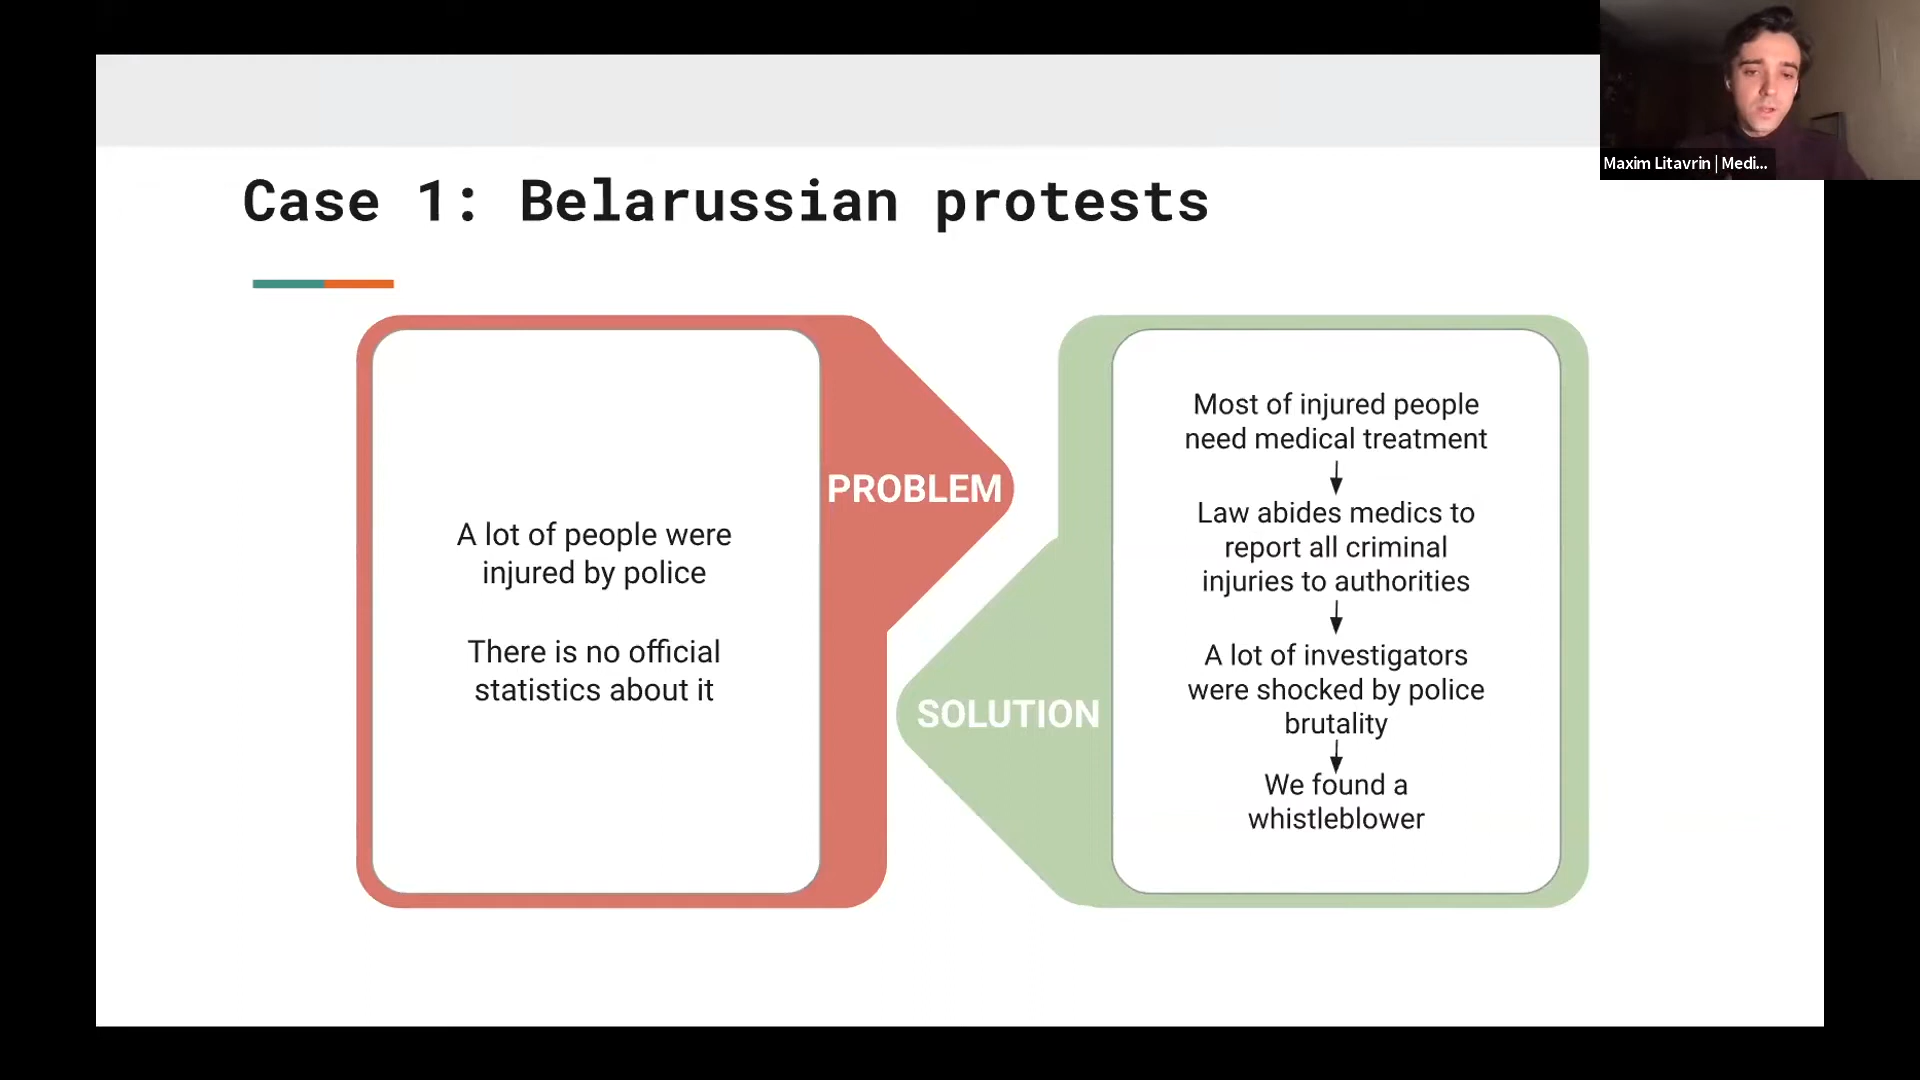 Maxim Litavrin | Medi...
Case 1: Belarussian protests
A lot of people were
injured by police
There is no official
statistics about it
PROBLEM
SOLUTION
Most of injured people
need medical treatment
Law abides medics to
report all criminal
injuries to authorities
A lot of investigators
were shocked by police
brutality
We found a
whistleblower